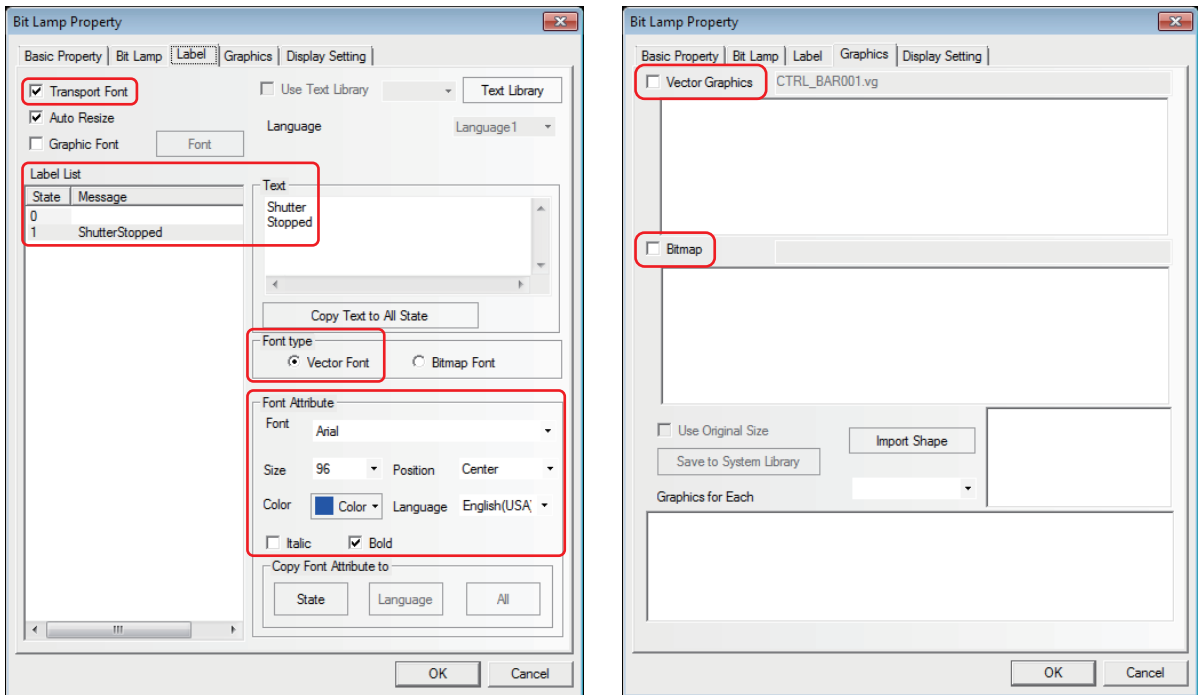 Bit Lamp Property
Basic Property Bit Lamp Label Graphics Display Setting
Transport Font
Use Text Library
Text Library
Auto Resize
Language Language1
Graphic Font Font
Label List
State Message
0
1 ShutterStopped
Text
Shutter
Stopped
Copy Text to All State
Font type
Vector Font Bitmap Font
Font Attribute
Font Arial
Size 96 Position Center
Color Color Language English(USA)
Italic Bold
Copy Font Attribute to
State Language All
OK Cancel
Bit Lamp Property
Basic Property Bit Lamp Label Graphics Display Setting
Vector Graphics CTRL_BAR001.vg
Bitmap
Use Original Size
Import Shape
Save to System Library
Graphics for Each
OK Cancel